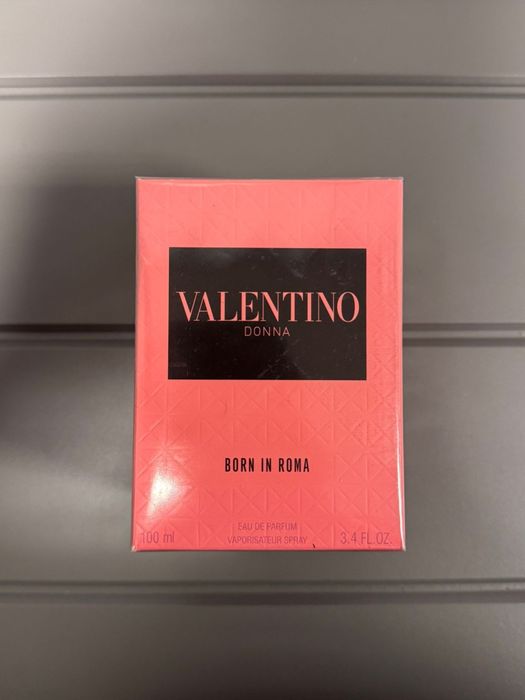 VALENTINO
DONNA
BORN IN ROMA
EAU DE PARFUM
100 ml VAPORISATEUR SPRAY 3.4 FL.OZ.